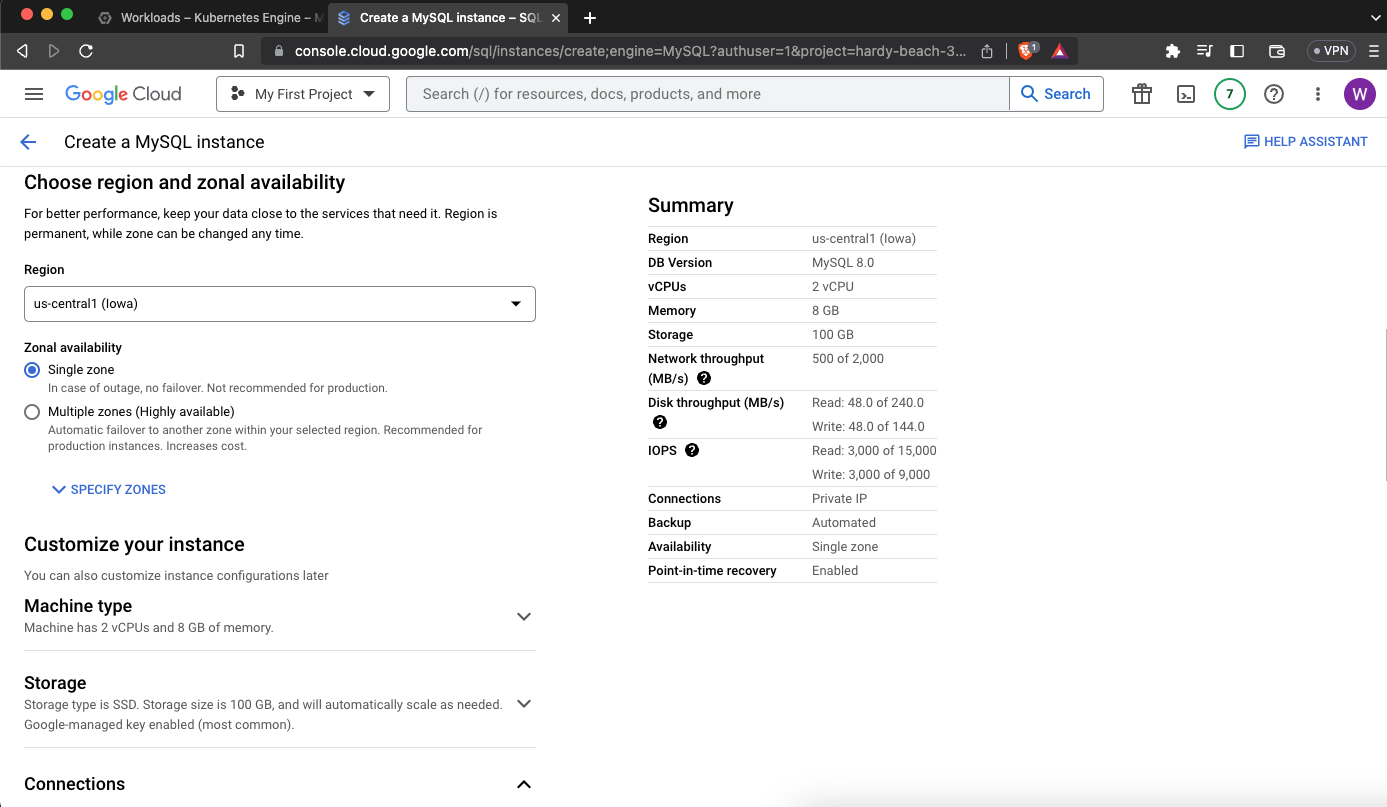 Workloads – Kubernetes Engine – M
Create a MySQL instance – SQL
console.cloud.google.com/sql/instances/create;engine=MySQL?authuser=1&project=hardy-beach-3...
1
VPN
Google Cloud
My First Project
Search (/) for resources, docs, products, and more
Search
7
W
Create a MySQL instance
HELP ASSISTANT
Choose region and zonal availability
For better performance, keep your data close to the services that need it. Region is
permanent, while zone can be changed any time.
Region
us-central1 (Iowa)
Zonal availability
Single zone
In case of outage, no failover. Not recommended for production.
Multiple zones (Highly available)
Automatic failover to another zone within your selected region. Recommended for
production instances. Increases cost.
SPECIFY ZONES
Customize your instance
You can also customize instance configurations later
Machine type
Machine has 2 vCPUs and 8 GB of memory.
Storage
Storage type is SSD. Storage size is 100 GB, and will automatically scale as needed.
Google-managed key enabled (most common).
Connections
Summary
Region us-central1 (Iowa)
DB Version MySQL 8.0
vCPUs 2 vCPU
Memory 8 GB
Storage 100 GB
Network throughput 500 of 2,000
(MB/s) ?
Disk throughput (MB/s) Read: 48.0 of 240.0
? Write: 48.0 of 144.0
IOPS ? Read: 3,000 of 15,000
Write: 3,000 of 9,000
Connections Private IP
Backup Automated
Availability Single zone
Point-in-time recovery Enabled